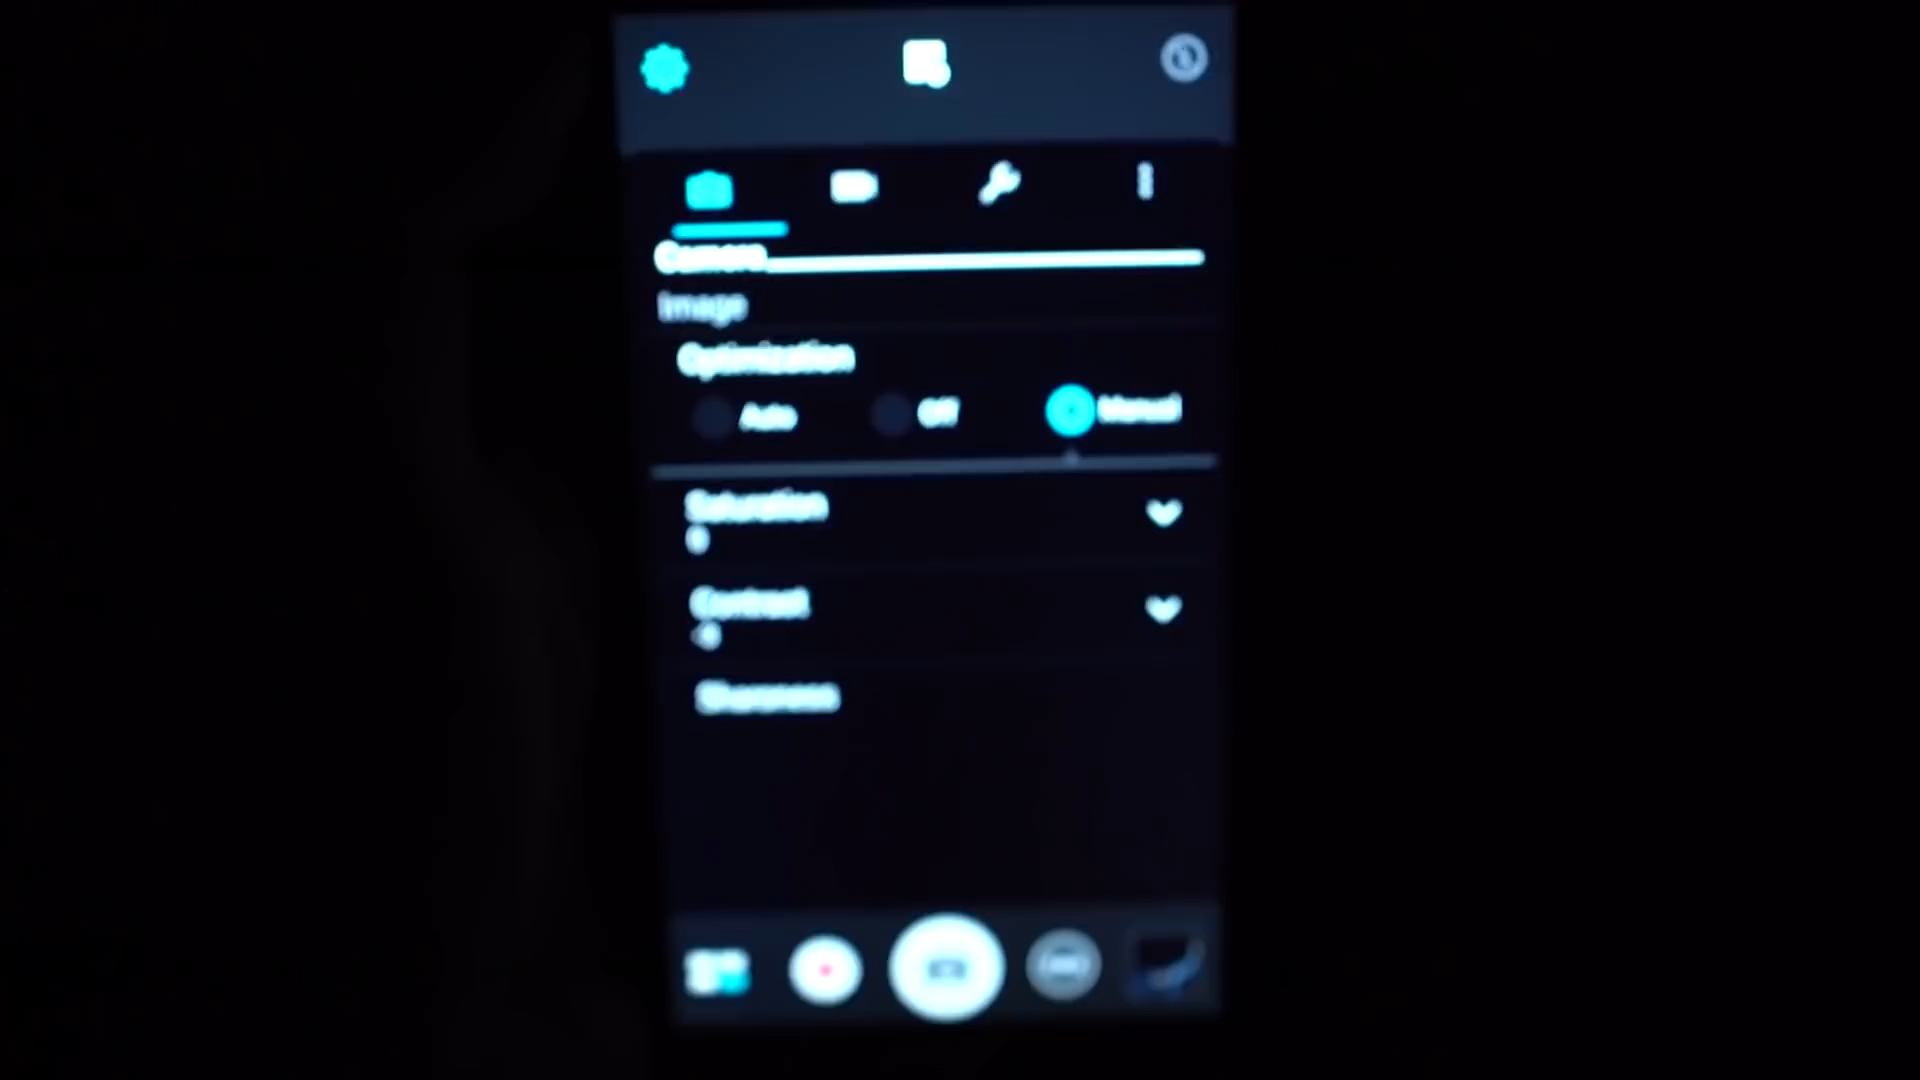 Camera
Image
Optimization
Auto Off Manual
Saturation
Contrast
Sharpness